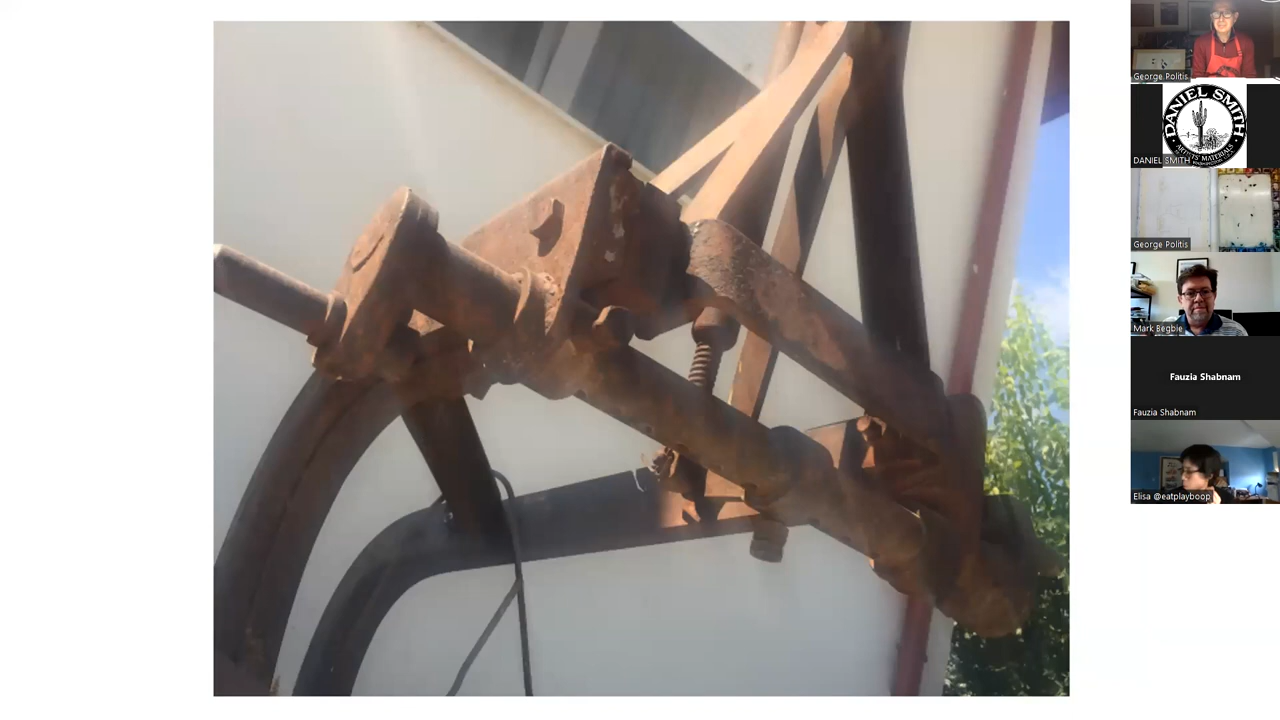 George Politis
DANIEL SMITH
ARTISTS' MATERIALS
DANIEL SMITH
George Politis
Mark Begbie
Fauzia Shabnam
Fauzia Shabnam
Elisa @eatplayboop